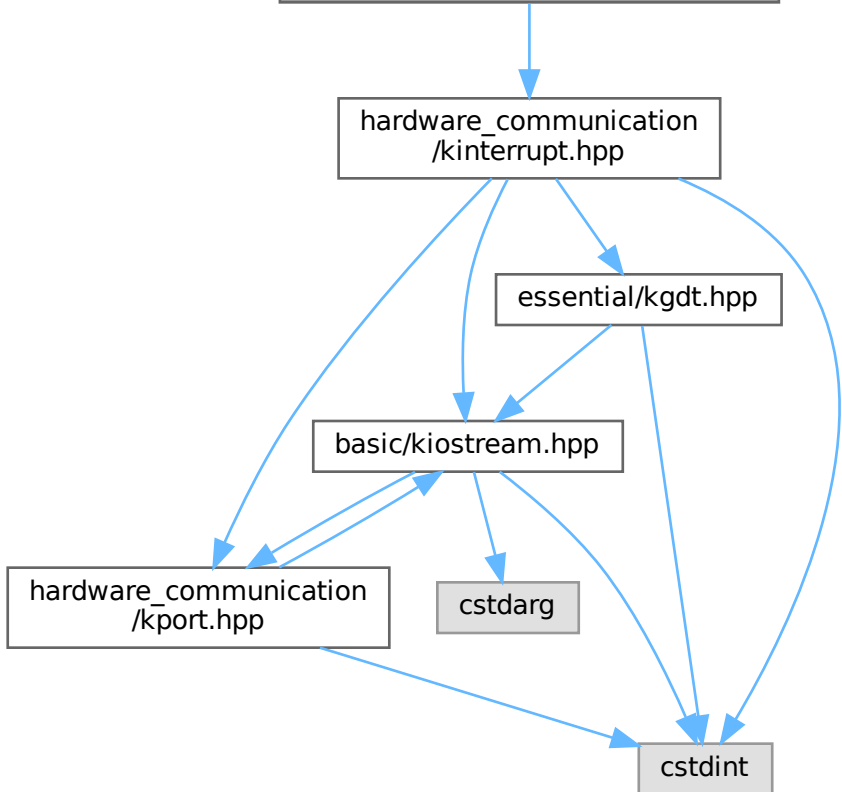 hardware_communication
/kinterrupt.hpp
essential/kgdt.hpp
basic/kiostream.hpp
hardware_communication
/kport.hpp
cstdarg
cstdint